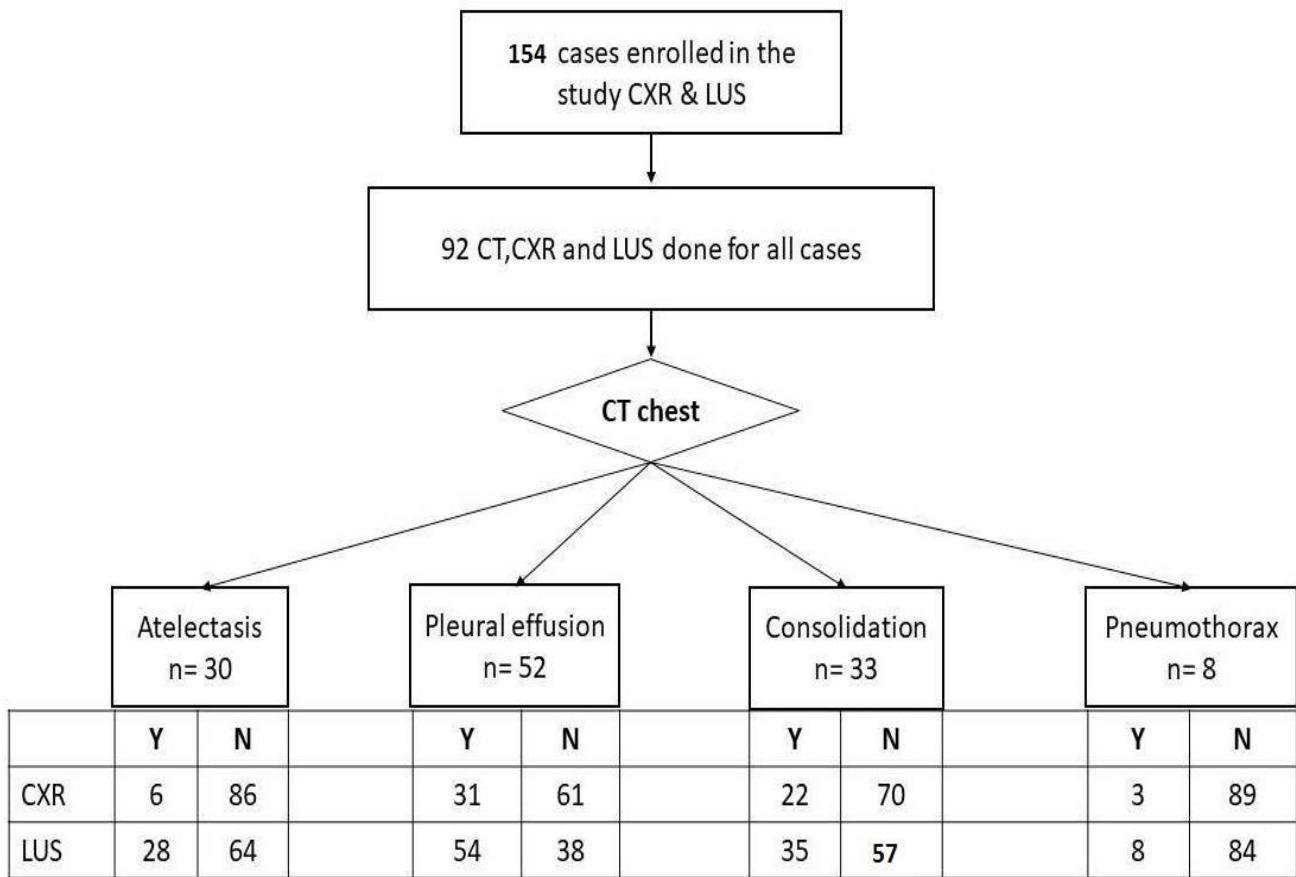 154 cases enrolled in the
study CXR & LUS
92 CT,CXR and LUS done for all cases
CT chest
Atelectasis
n= 30
Pleural effusion
n= 52
Consolidation
n= 33
Pneumothorax
n= 8
Y N Y N Y N Y N
CXR 6 86 31 61 22 70 3 89
LUS 28 64 54 38 35 57 8 84